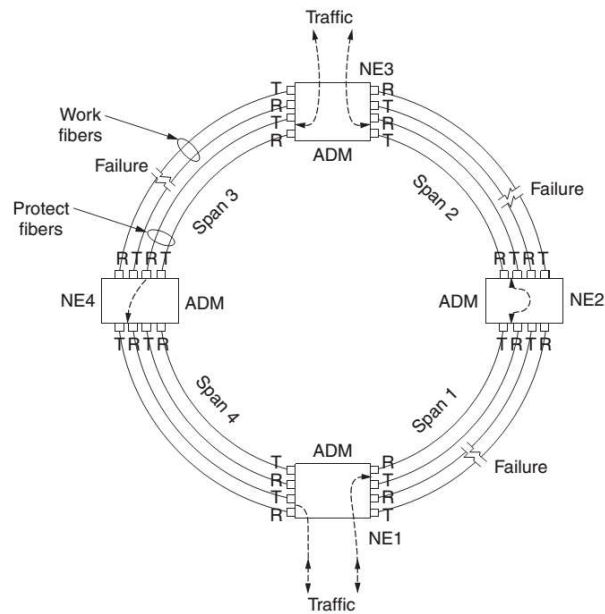 Traffic
NE3
T R
R T
T R
R T
ADM
Work
fibers
Failure
Protect
fibers
Span 3
Span 2
Failure
R T R T
R T R T
NE4
ADM
ADM
NE2
T R T R
T R T R
Span 4
Span 1
ADM
T R
R T
T R
R T
Failure
NE1
Traffic